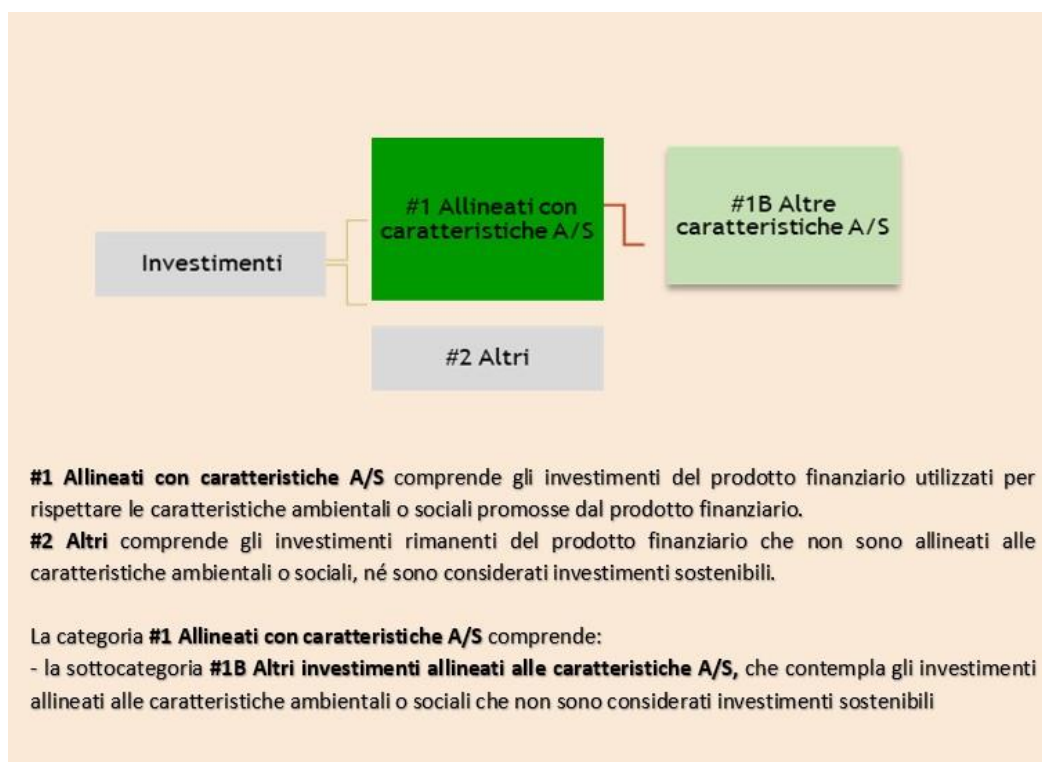 #1 Allineati con
caratteristiche A/S
#1B Altre
caratteristiche A/S
Investimenti
#2 Altri
#1 Allineati con caratteristiche A/S comprende gli investimenti del prodotto finanziario utilizzati per
rispettare le caratteristiche ambientali o sociali promosse dal prodotto finanziario.
#2 Altri comprende gli investimenti rimanenti del prodotto finanziario che non sono allineati alle
caratteristiche ambientali o sociali, né sono considerati investimenti sostenibili.
La categoria #1 Allineati con caratteristiche A/S comprende:
- la sottocategoria #1B Altri investimenti allineati alle caratteristiche A/S, che contempla gli investimenti
allineati alle caratteristiche ambientali o sociali che non sono considerati investimenti sostenibili